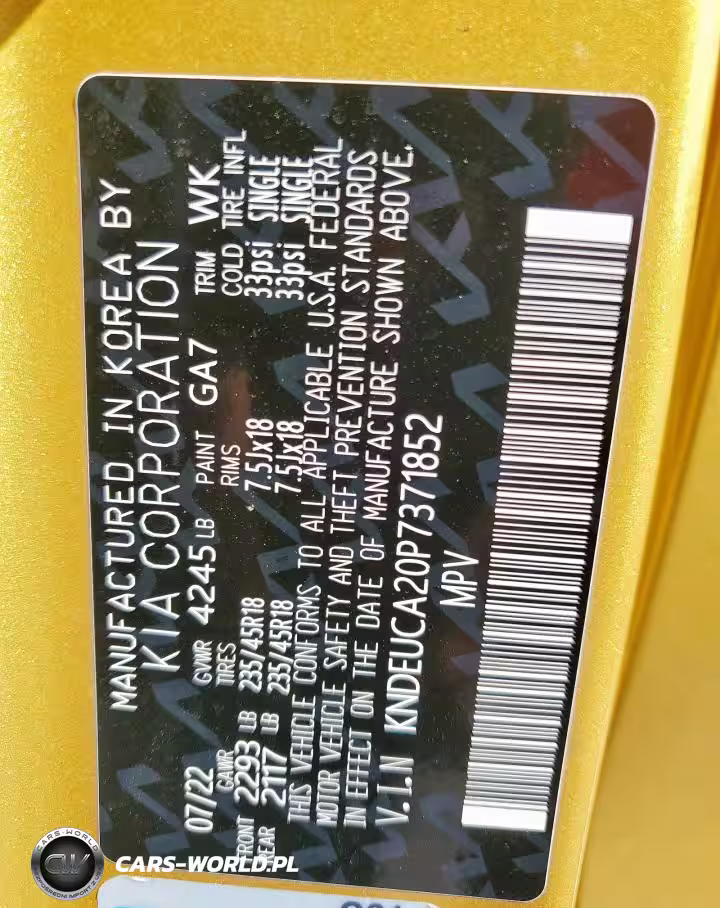 MANUFACTURED IN KOREA BY
KIA CORPORATION
07/22 GVWR 4245 LB PAINT GA7 TRIM WK
GAWR TIRES RIMS COLD TIRE INFL
FRONT 2293 LB 235/45R18 7.5Jx18 33psi SINGLE
REAR 2117 LB 235/45R18 7.5Jx18 33psi SINGLE
THIS VEHICLE CONFORMS TO ALL APPLICABLE U.S.A. FEDERAL
MOTOR VEHICLE SAFETY AND THEFT PREVENTION STANDARDS
IN EFFECT ON THE DATE OF MANUFACTURE SHOWN ABOVE.
V.I.N KNDEUCA20P7371852
MPV
CARS-WORLD
CW
CARS-WORLD.PL